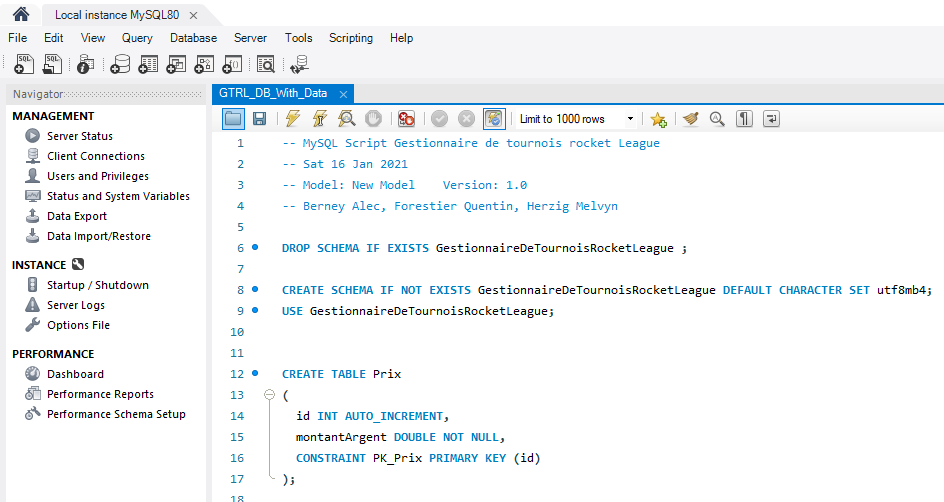 Local instance MySQL80
File Edit View Query Database Server Tools Scripting Help
Navigator
MANAGEMENT
Server Status
Client Connections
Users and Privileges
Status and System Variables
Data Export
Data Import/Restore
INSTANCE
Startup / Shutdown
Server Logs
Options File
PERFORMANCE
Dashboard
Performance Reports
Performance Schema Setup
GTRL_DB_With_Data
Limit to 1000 rows
1 -- MySQL Script Gestionnaire de tournois rocket League
2 -- Sat 16 Jan 2021
3 -- Model: New Model    Version: 1.0
4 -- Berney Alec, Forestier Quentin, Herzig Melvyn
5
6 DROP SCHEMA IF EXISTS GestionnaireDeTournoisRocketLeague ;
7
8 CREATE SCHEMA IF NOT EXISTS GestionnaireDeTournoisRocketLeague DEFAULT CHARACTER SET utf8mb4;
9 USE GestionnaireDeTournoisRocketLeague;
10
11
12 CREATE TABLE Prix
13 (
14 id INT AUTO_INCREMENT,
15 montantArgent DOUBLE NOT NULL,
16 CONSTRAINT PK_Prix PRIMARY KEY (id)
17 );
18